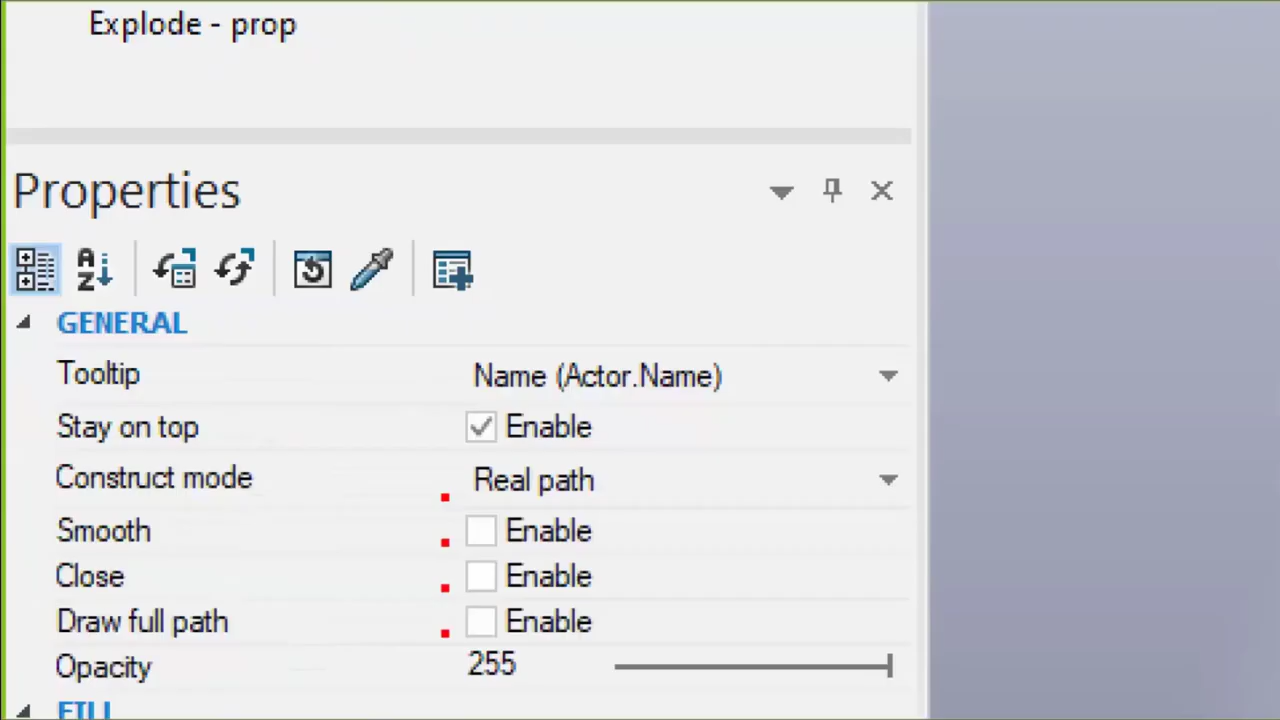 Explode - prop
Properties
GENERAL
Tooltip Name (Actor.Name)
Stay on top Enable
Construct mode Real path
Smooth Enable
Close Enable
Draw full path Enable
Opacity 255
FILL